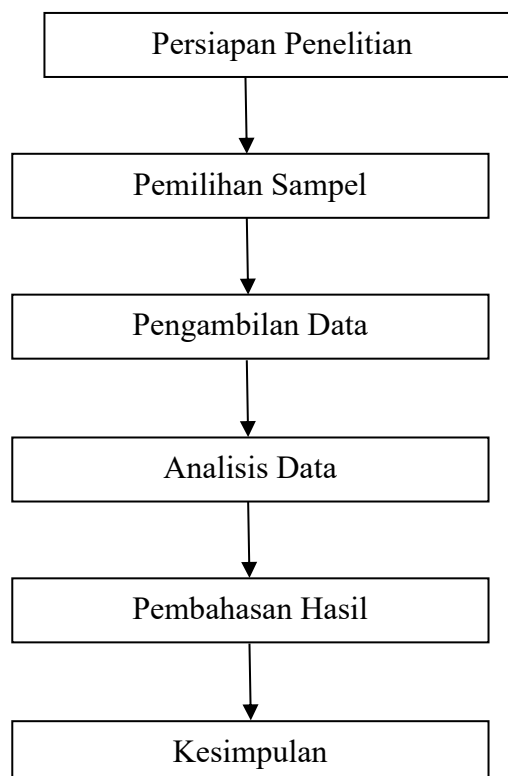 Persiapan Penelitian
Pemilihan Sampel
Pengambilan Data
Analisis Data
Pembahasan Hasil
Kesimpulan